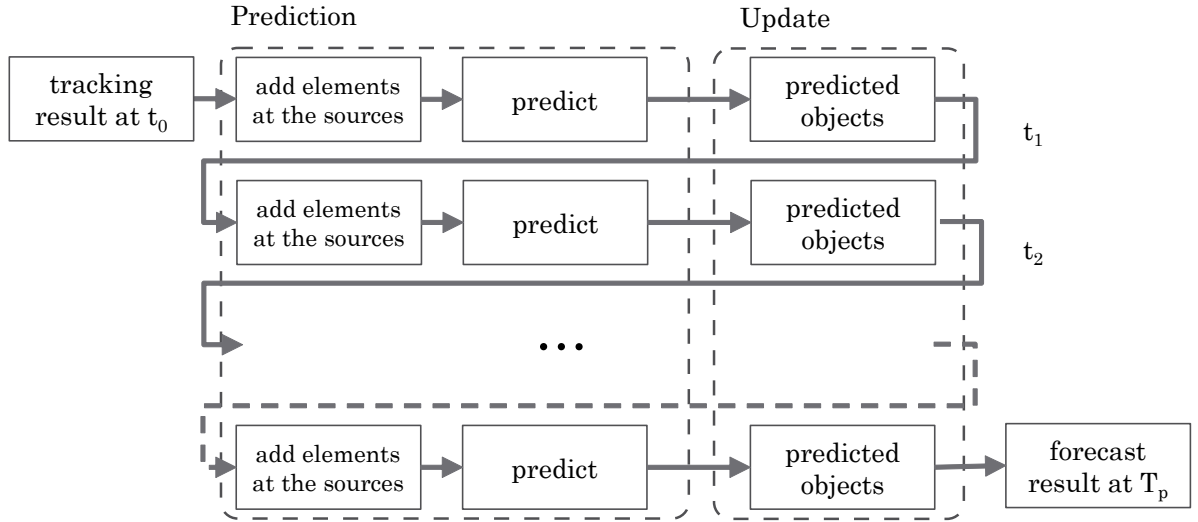 Prediction
Update
tracking
result at t₀
add elements
at the sources
predict
predicted
objects
t₁
add elements
at the sources
predict
predicted
objects
t₂
...
add elements
at the sources
predict
predicted
objects
forecast
result at Tₚ